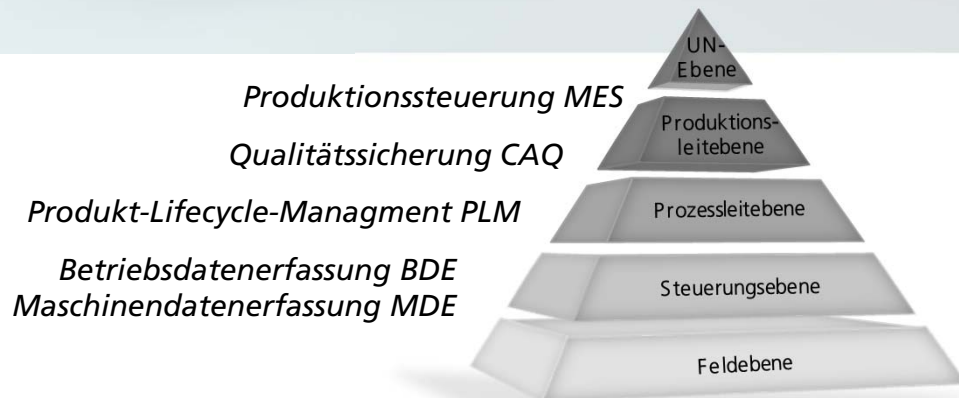 Produktionssteuerung MES
Qualitätssicherung CAQ
Produkt-Lifecycle-Managment PLM
Betriebsdatenerfassung BDE
Maschinendatenerfassung MDE
UN-
Ebene
Produktions-
leitebene
Prozessleitebene
Steuerungsebene
Feldebene